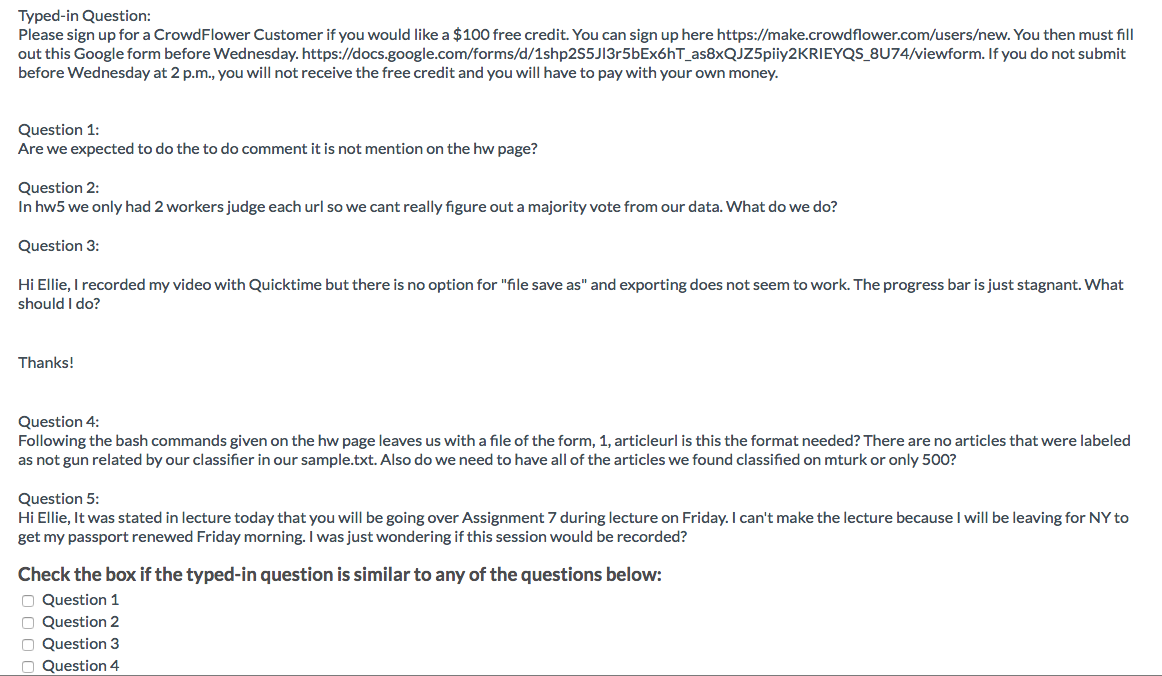 Typed-in Question:
Please sign up for a CrowdFlower Customer if you would like a $100 free credit. You can sign up here https://make.crowdflower.com/users/new. You then must fill
out this Google form before Wednesday. https://docs.google.com/forms/d/1shp2S5Jl3r5bEx6hT_as8xQJZ5piiy2KRIEYQS_8U74/viewform. If you do not submit
before Wednesday at 2 p.m., you will not receive the free credit and you will have to pay with your own money.
Question 1:
Are we expected to do the to do comment it is not mention on the hw page?
Question 2:
In hw5 we only had 2 workers judge each url so we cant really figure out a majority vote from our data. What do we do?
Question 3:
Hi Ellie, I recorded my video with Quicktime but there is no option for "file save as" and exporting does not seem to work. The progress bar is just stagnant. What
should I do?
Thanks!
Question 4:
Following the bash commands given on the hw page leaves us with a file of the form, 1, articleurl is this the format needed? There are no articles that were labeled
as not gun related by our classifier in our sample.txt. Also do we need to have all of the articles we found classified on mturk or only 500?
Question 5:
Hi Ellie, It was stated in lecture today that you will be going over Assignment 7 during lecture on Friday. I can't make the lecture because I will be leaving for NY to
get my passport renewed Friday morning. I was just wondering if this session would be recorded?
Check the box if the typed-in question is similar to any of the questions below:
Question 1
Question 2
Question 3
Question 4